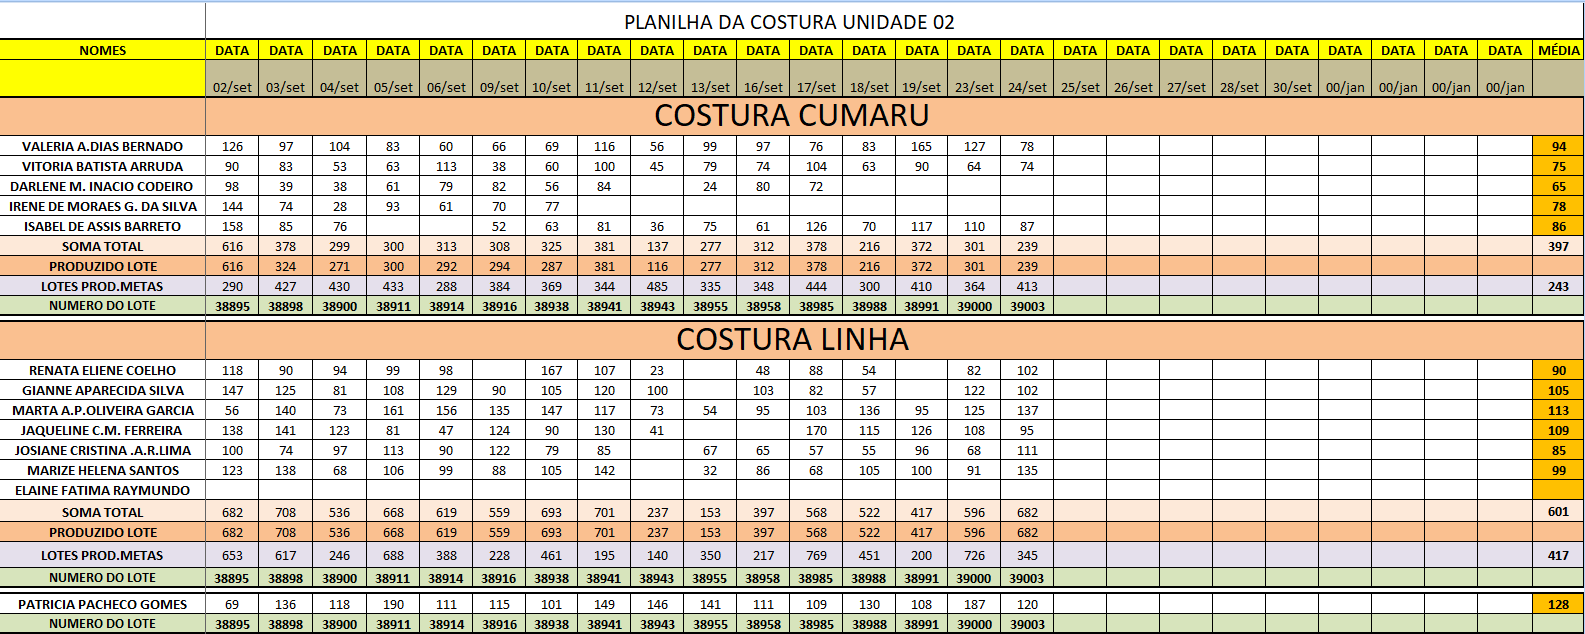 PLANILHA DA COSTURA UNIDADE 02
NOMES DATA DATA DATA DATA DATA DATA DATA DATA DATA DATA DATA DATA DATA DATA DATA DATA DATA DATA DATA DATA DATA DATA DATA DATA DATA MÉDIA
02/set 03/set 04/set 05/set 06/set 09/set 10/set 11/set 12/set 13/set 16/set 17/set 18/set 19/set 23/set 24/set 25/set 26/set 27/set 28/set 30/set 00/jan 00/jan 00/jan 00/jan
COSTURA CUMARU
VALERIA A.DIAS BERNADO 126 97 104 83 60 66 69 116 56 99 97 76 83 165 127 78 94
VITORIA BATISTA ARRUDA 90 83 53 63 113 38 60 100 45 79 74 104 63 90 64 74 75
DARLENE M. INACIO CODEIRO 98 39 38 61 79 82 56 84 24 80 72 65
IRENE DE MORAES G. DA SILVA 144 74 28 93 61 70 77 78
ISABEL DE ASSIS BARRETO 158 85 76 52 63 81 36 75 61 126 70 117 110 87 86
SOMA TOTAL 616 378 299 300 313 308 325 381 137 277 312 378 216 372 301 239 397
PRODUZIDO LOTE 616 324 271 300 292 294 287 381 116 277 312 378 216 372 301 239
LOTES PROD.METAS 290 427 430 433 288 384 369 344 485 335 348 444 300 410 364 413 243
NUMERO DO LOTE 38895 38898 38900 38911 38914 38916 38938 38941 38943 38955 38958 38985 38988 38991 39000 39003
COSTURA LINHA
RENATA ELIENE COELHO 118 90 94 99 98 167 107 23 48 88 54 82 102 90
GIANNE APARECIDA SILVA 147 125 81 108 129 90 105 120 100 103 82 57 122 102 105
MARTA A.P.OLIVEIRA GARCIA 56 140 73 161 156 135 147 117 73 54 95 103 136 95 125 137 113
JAQUELINE C.M. FERREIRA 138 141 123 81 47 124 90 130 41 170 115 126 108 95 109
JOSIANE CRISTINA .A.R.LIMA 100 74 97 113 90 122 79 85 67 65 57 55 96 68 111 85
MARIZE HELENA SANTOS 123 138 68 106 99 88 105 142 32 86 68 105 100 91 135 99
ELAINE FATIMA RAYMUNDO
SOMA TOTAL 682 708 536 668 619 559 693 701 237 153 397 568 522 417 596 682 601
PRODUZIDO LOTE 682 708 536 668 619 559 693 701 237 153 397 568 522 417 596 682
LOTES PROD.METAS 653 617 246 688 388 228 461 195 140 350 217 769 451 200 726 345 417
NUMERO DO LOTE 38895 38898 38900 38911 38914 38916 38938 38941 38943 38955 38958 38985 38988 38991 39000 39003
PATRICIA PACHECO GOMES 69 136 118 190 111 115 101 149 146 141 111 109 130 108 187 120 128
NUMERO DO LOTE 38895 38898 38900 38911 38914 38916 38938 38941 38943 38955 38958 38985 38988 38991 39000 39003